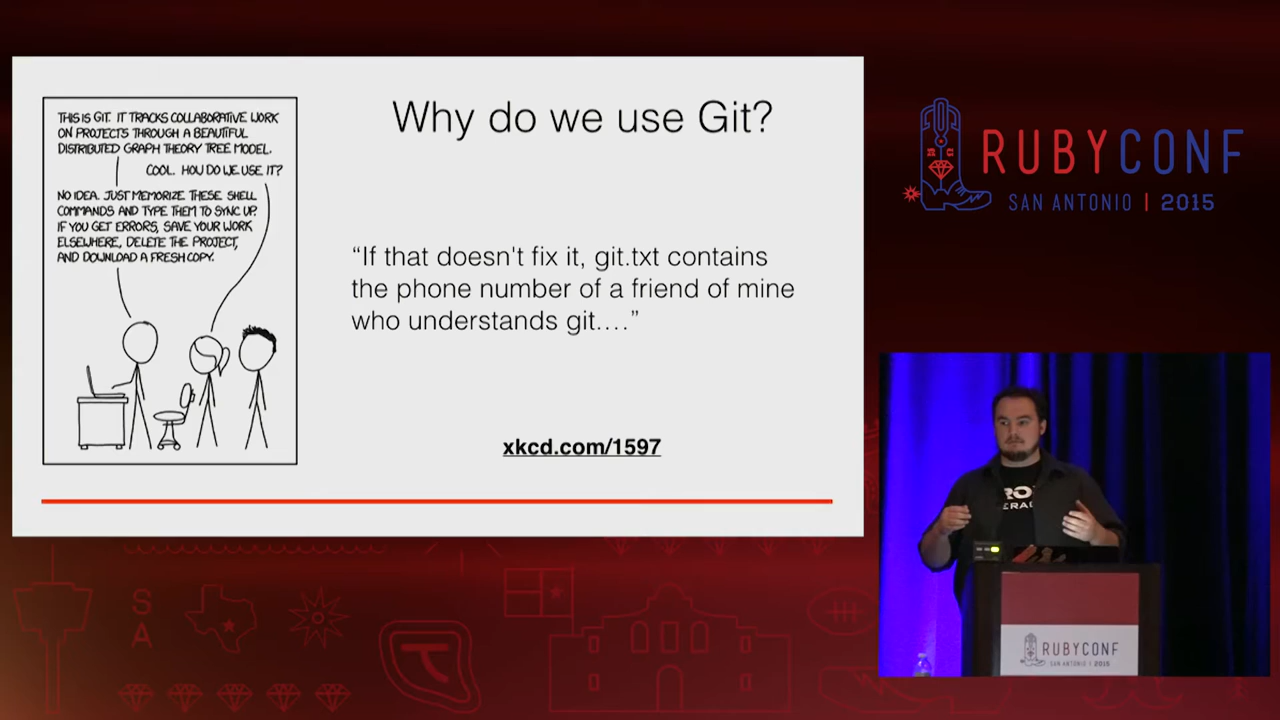 Why do we use Git?
THIS IS GIT. IT TRACKS COLLABORATIVE WORK
ON PROJECTS THROUGH A BEAUTIFUL
DISTRIBUTED GRAPH THEORY TREE MODEL.
COOL. HOW DO WE USE IT?
NO IDEA. JUST MEMORIZE THESE SHELL
COMMANDS AND TYPE THEM TO SYNC UP.
IF YOU GET ERRORS, SAVE YOUR WORK
ELSEWHERE, DELETE THE PROJECT,
AND DOWNLOAD A FRESH COPY.
“If that doesn't fix it, git.txt contains
the phone number of a friend of mine
who understands git....”
xkcd.com/1597
RUBYCONF
SAN ANTONIO | 2015
RUBYCONF
SAN ANTONIO | 2015
S
A